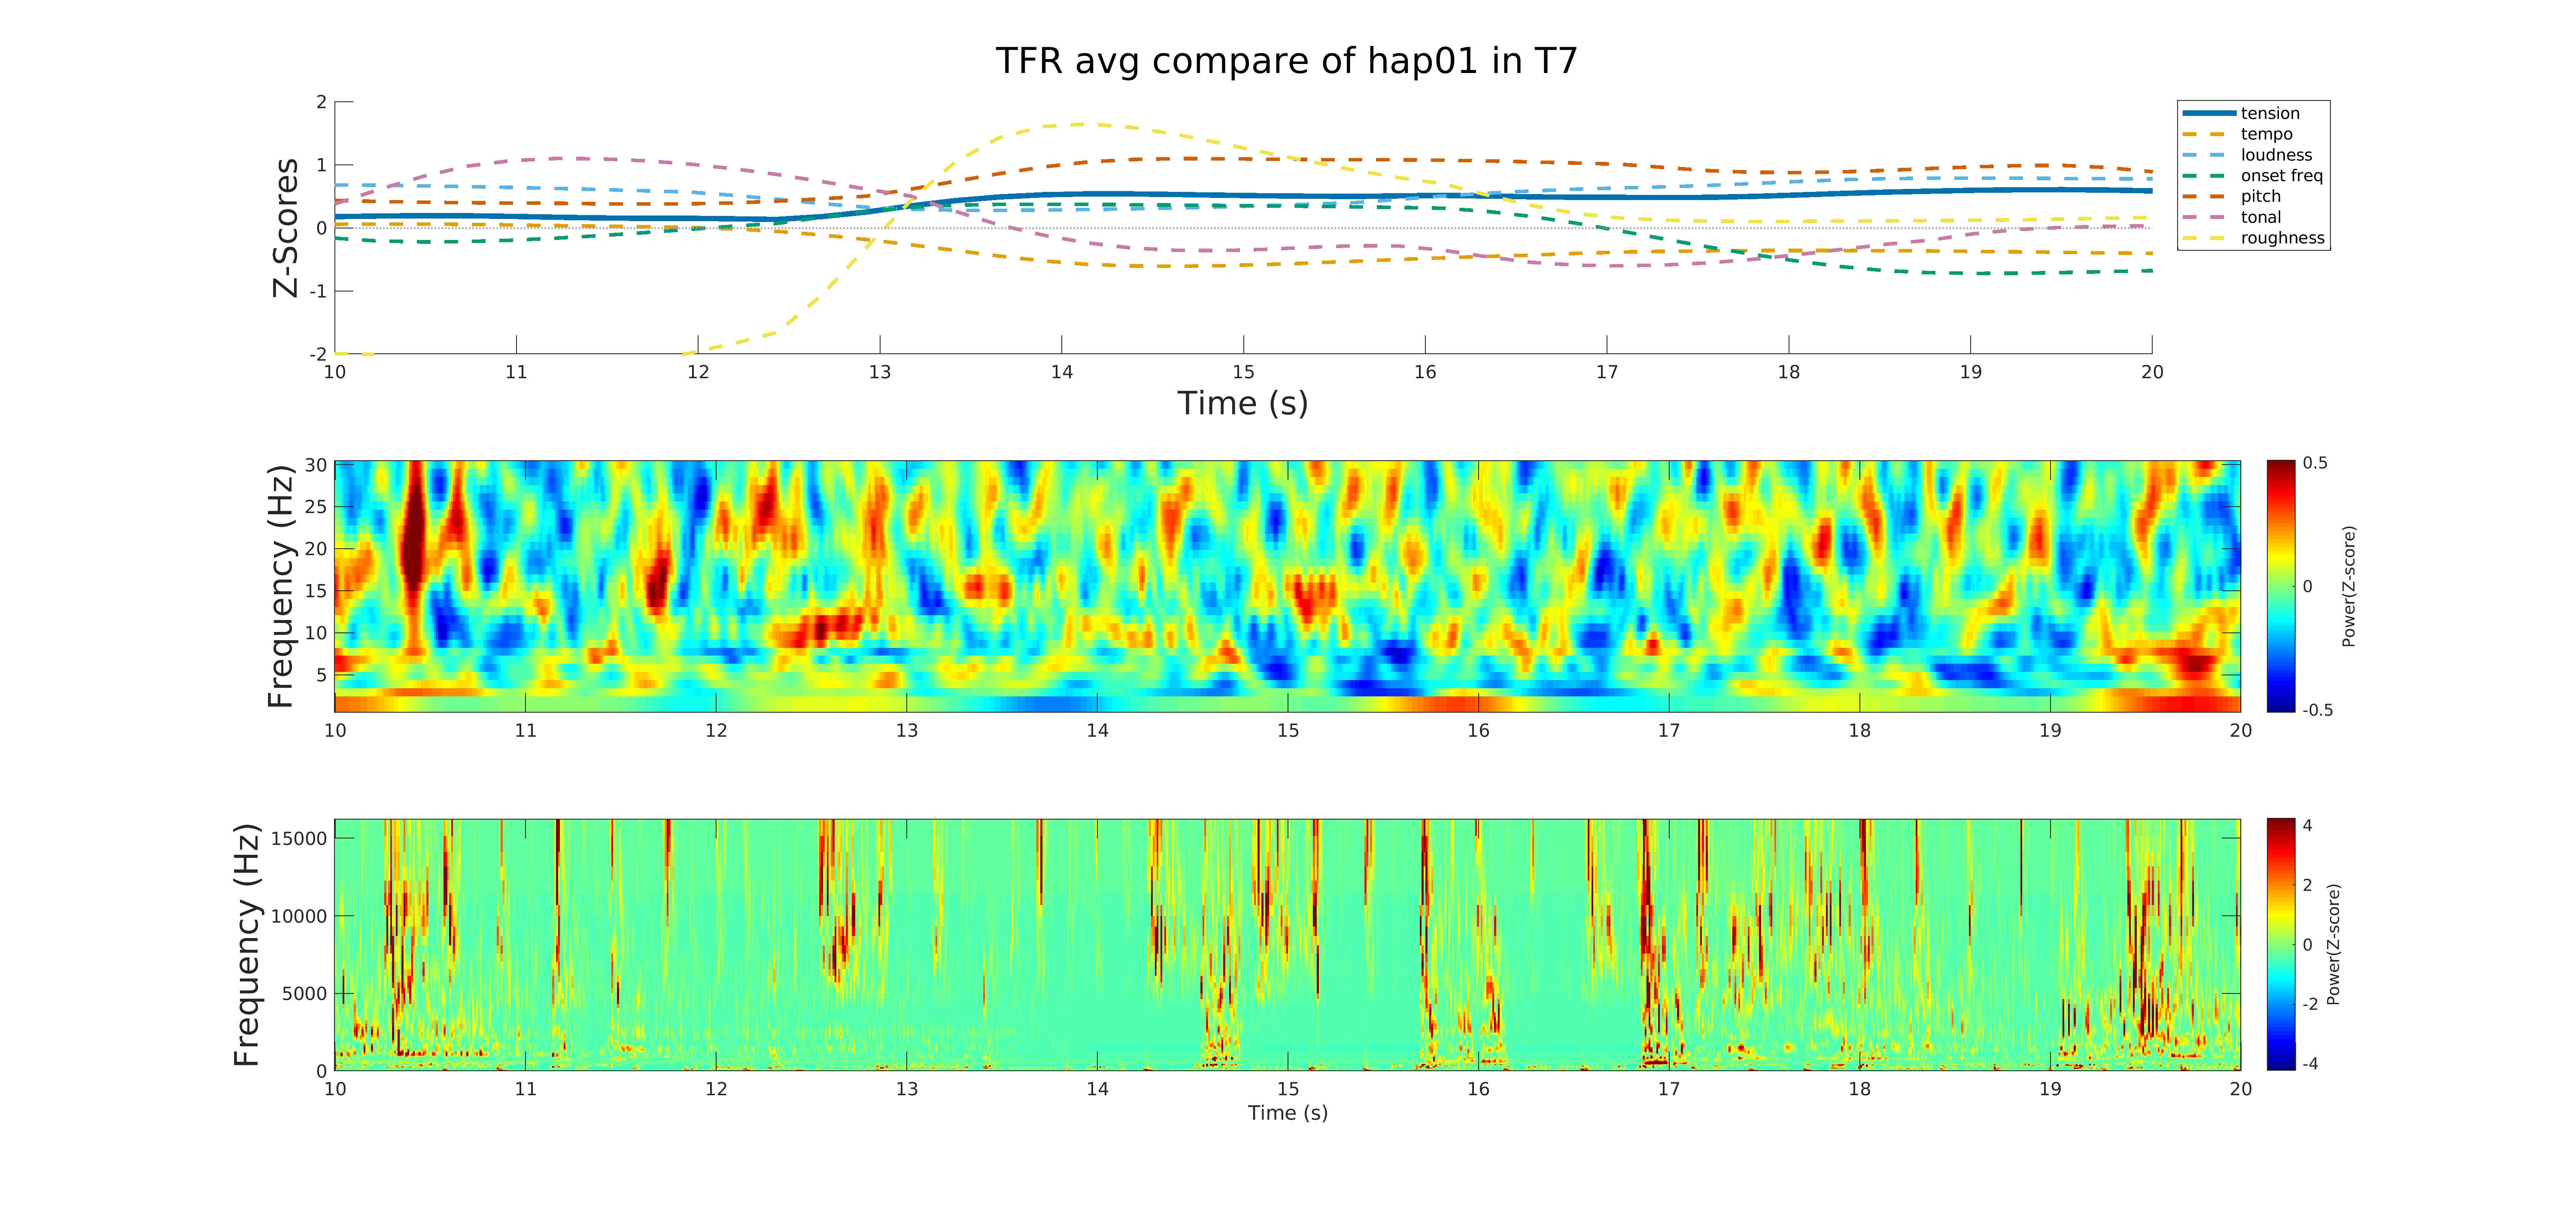 TFR avg compare of hap01 in T7
Z-Scores
2
1
0
-1
-2
10 11 12 13 14 15 16 17 18 19 20
Time (s)
tension
tempo
loudness
onset freq
pitch
tonal
roughness
Frequency (Hz)
30
25
20
15
10
5
10 11 12 13 14 15 16 17 18 19 20
0.5
0
-0.5
Power(Z-score)
Frequency (Hz)
15000
10000
5000
0
10 11 12 13 14 15 16 17 18 19 20
Time (s)
4
2
0
-2
-4
Power(Z-score)